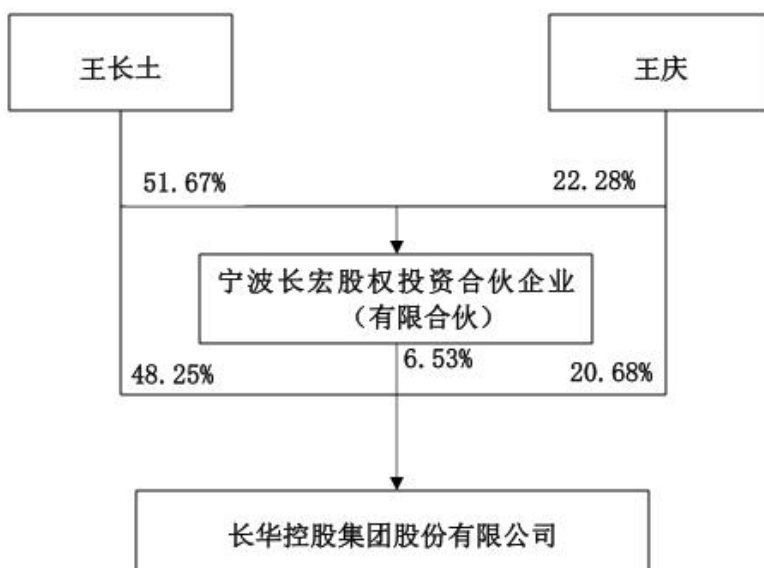 王长土
王庆
51.67%
22.28%
宁波长宏股权投资合伙企业
（有限合伙）
6.53%
48.25%
20.68%
长华控股集团股份有限公司